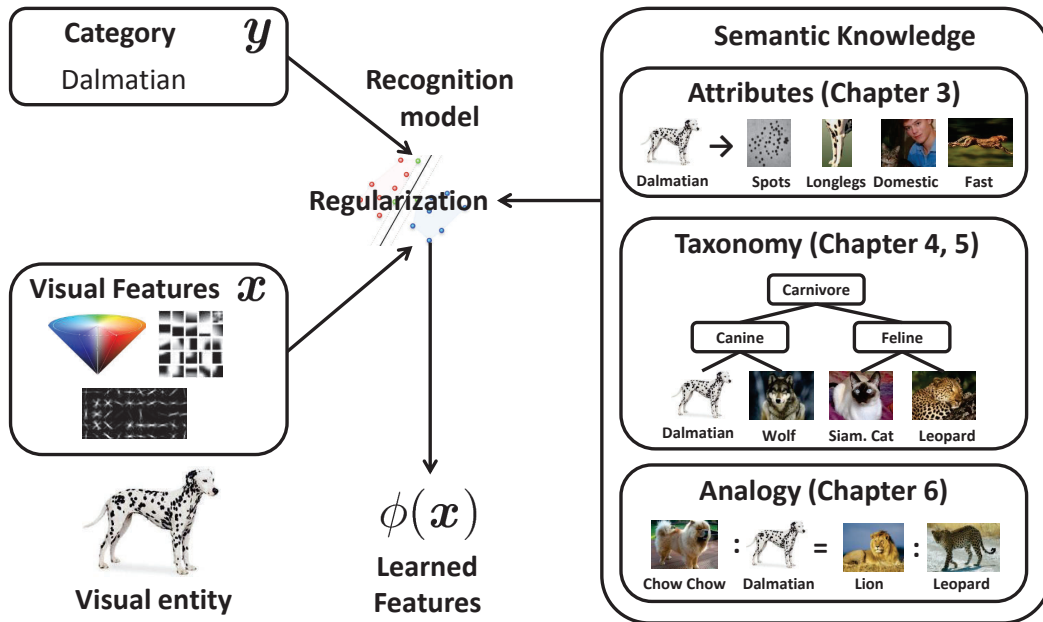 Category y
Dalmatian
Recognition
model
Regularization
Visual Features x
Visual entity
ϕ(x)
Learned
Features
Semantic Knowledge
Attributes (Chapter 3)
→
Dalmatian Spots Longlegs Domestic Fast
Taxonomy (Chapter 4, 5)
Carnivore
Canine Feline
Dalmatian Wolf Siam. Cat Leopard
Analogy (Chapter 6)
: = :
Chow Chow Dalmatian Lion Leopard